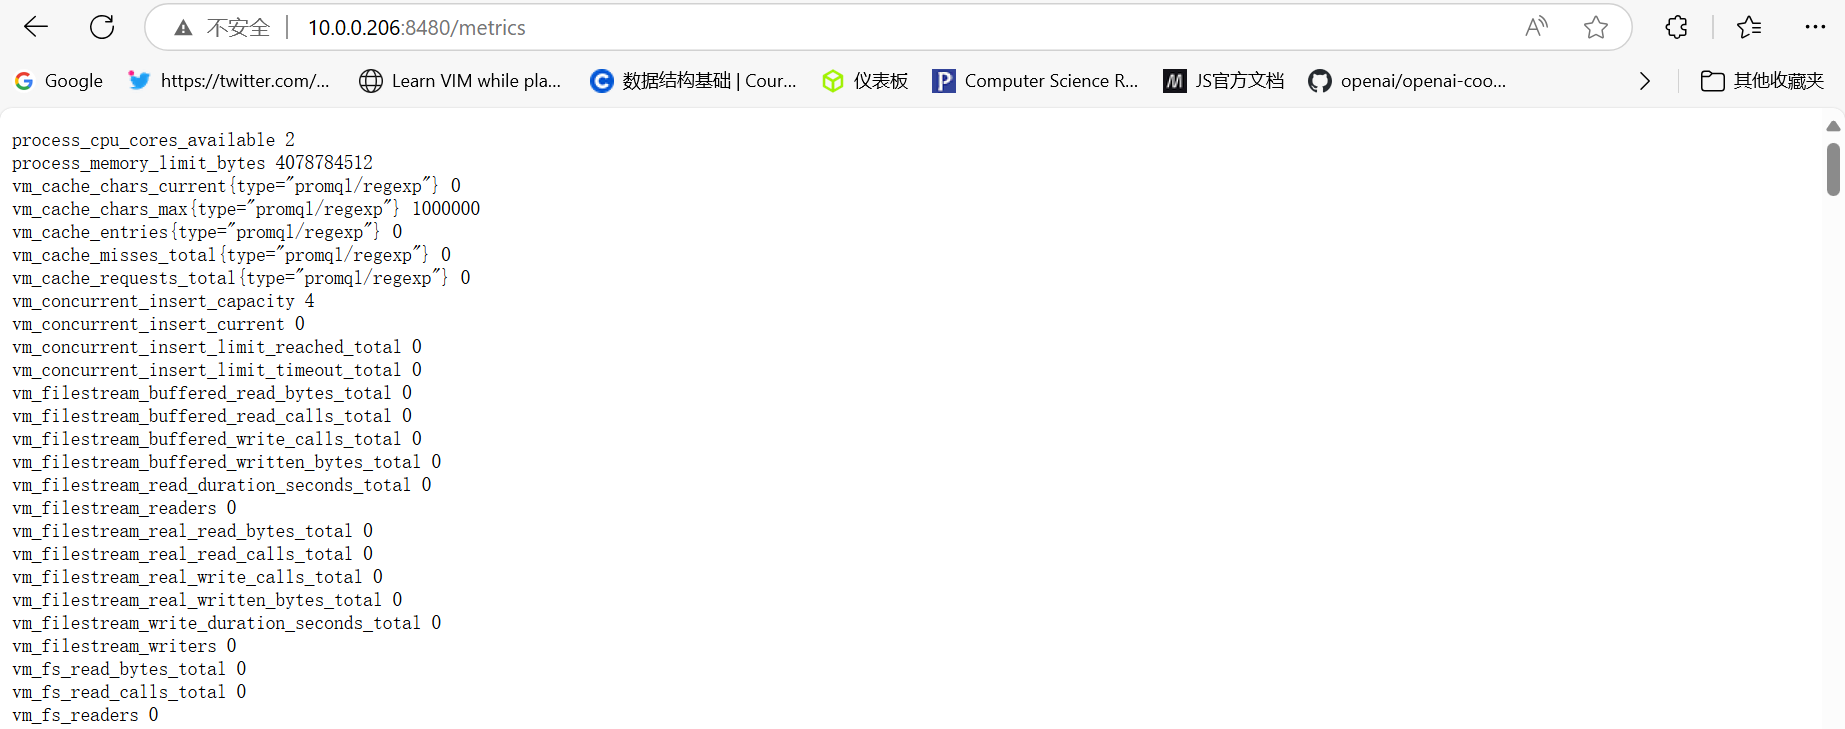 不安全 | 10.0.0.206:8480/metrics
Google https://twitter.com/... Learn VIM while pla... 数据结构基础 | Cour... 仪表板 Computer Science R... JS官方文档 openai/openai-coo... 其他收藏夹
process_cpu_cores_available 2
process_memory_limit_bytes 4078784512
vm_cache_chars_current{type="promql/regexp"} 0
vm_cache_chars_max{type="promql/regexp"} 1000000
vm_cache_entries{type="promql/regexp"} 0
vm_cache_misses_total{type="promql/regexp"} 0
vm_cache_requests_total{type="promql/regexp"} 0
vm_concurrent_insert_capacity 4
vm_concurrent_insert_current 0
vm_concurrent_insert_limit_reached_total 0
vm_concurrent_insert_limit_timeout_total 0
vm_filestream_buffered_read_bytes_total 0
vm_filestream_buffered_read_calls_total 0
vm_filestream_buffered_write_calls_total 0
vm_filestream_buffered_written_bytes_total 0
vm_filestream_read_duration_seconds_total 0
vm_filestream_readers 0
vm_filestream_real_read_bytes_total 0
vm_filestream_real_read_calls_total 0
vm_filestream_real_write_calls_total 0
vm_filestream_real_written_bytes_total 0
vm_filestream_write_duration_seconds_total 0
vm_filestream_writers 0
vm_fs_read_bytes_total 0
vm_fs_read_calls_total 0
vm_fs_readers 0